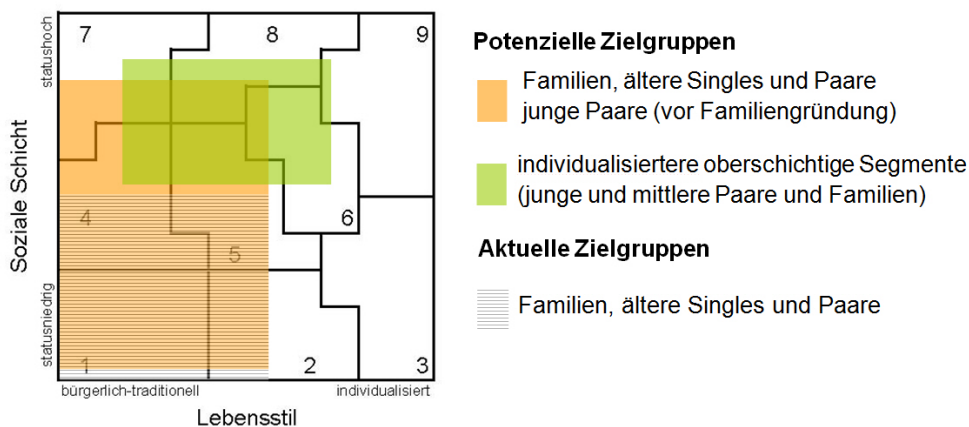 7
8
9
4
5
6
1
2
3
statushoch
Soziale Schicht
statusniedrig
bürgerlich-traditionell
individualisiert
Lebensstil
Potenzielle Zielgruppen
Familien, ältere Singles und Paare
junge Paare (vor Familiengründung)
individualisiertere oberschichtige Segmente
(junge und mittlere Paare und Familien)
Aktuelle Zielgruppen
Familien, ältere Singles und Paare